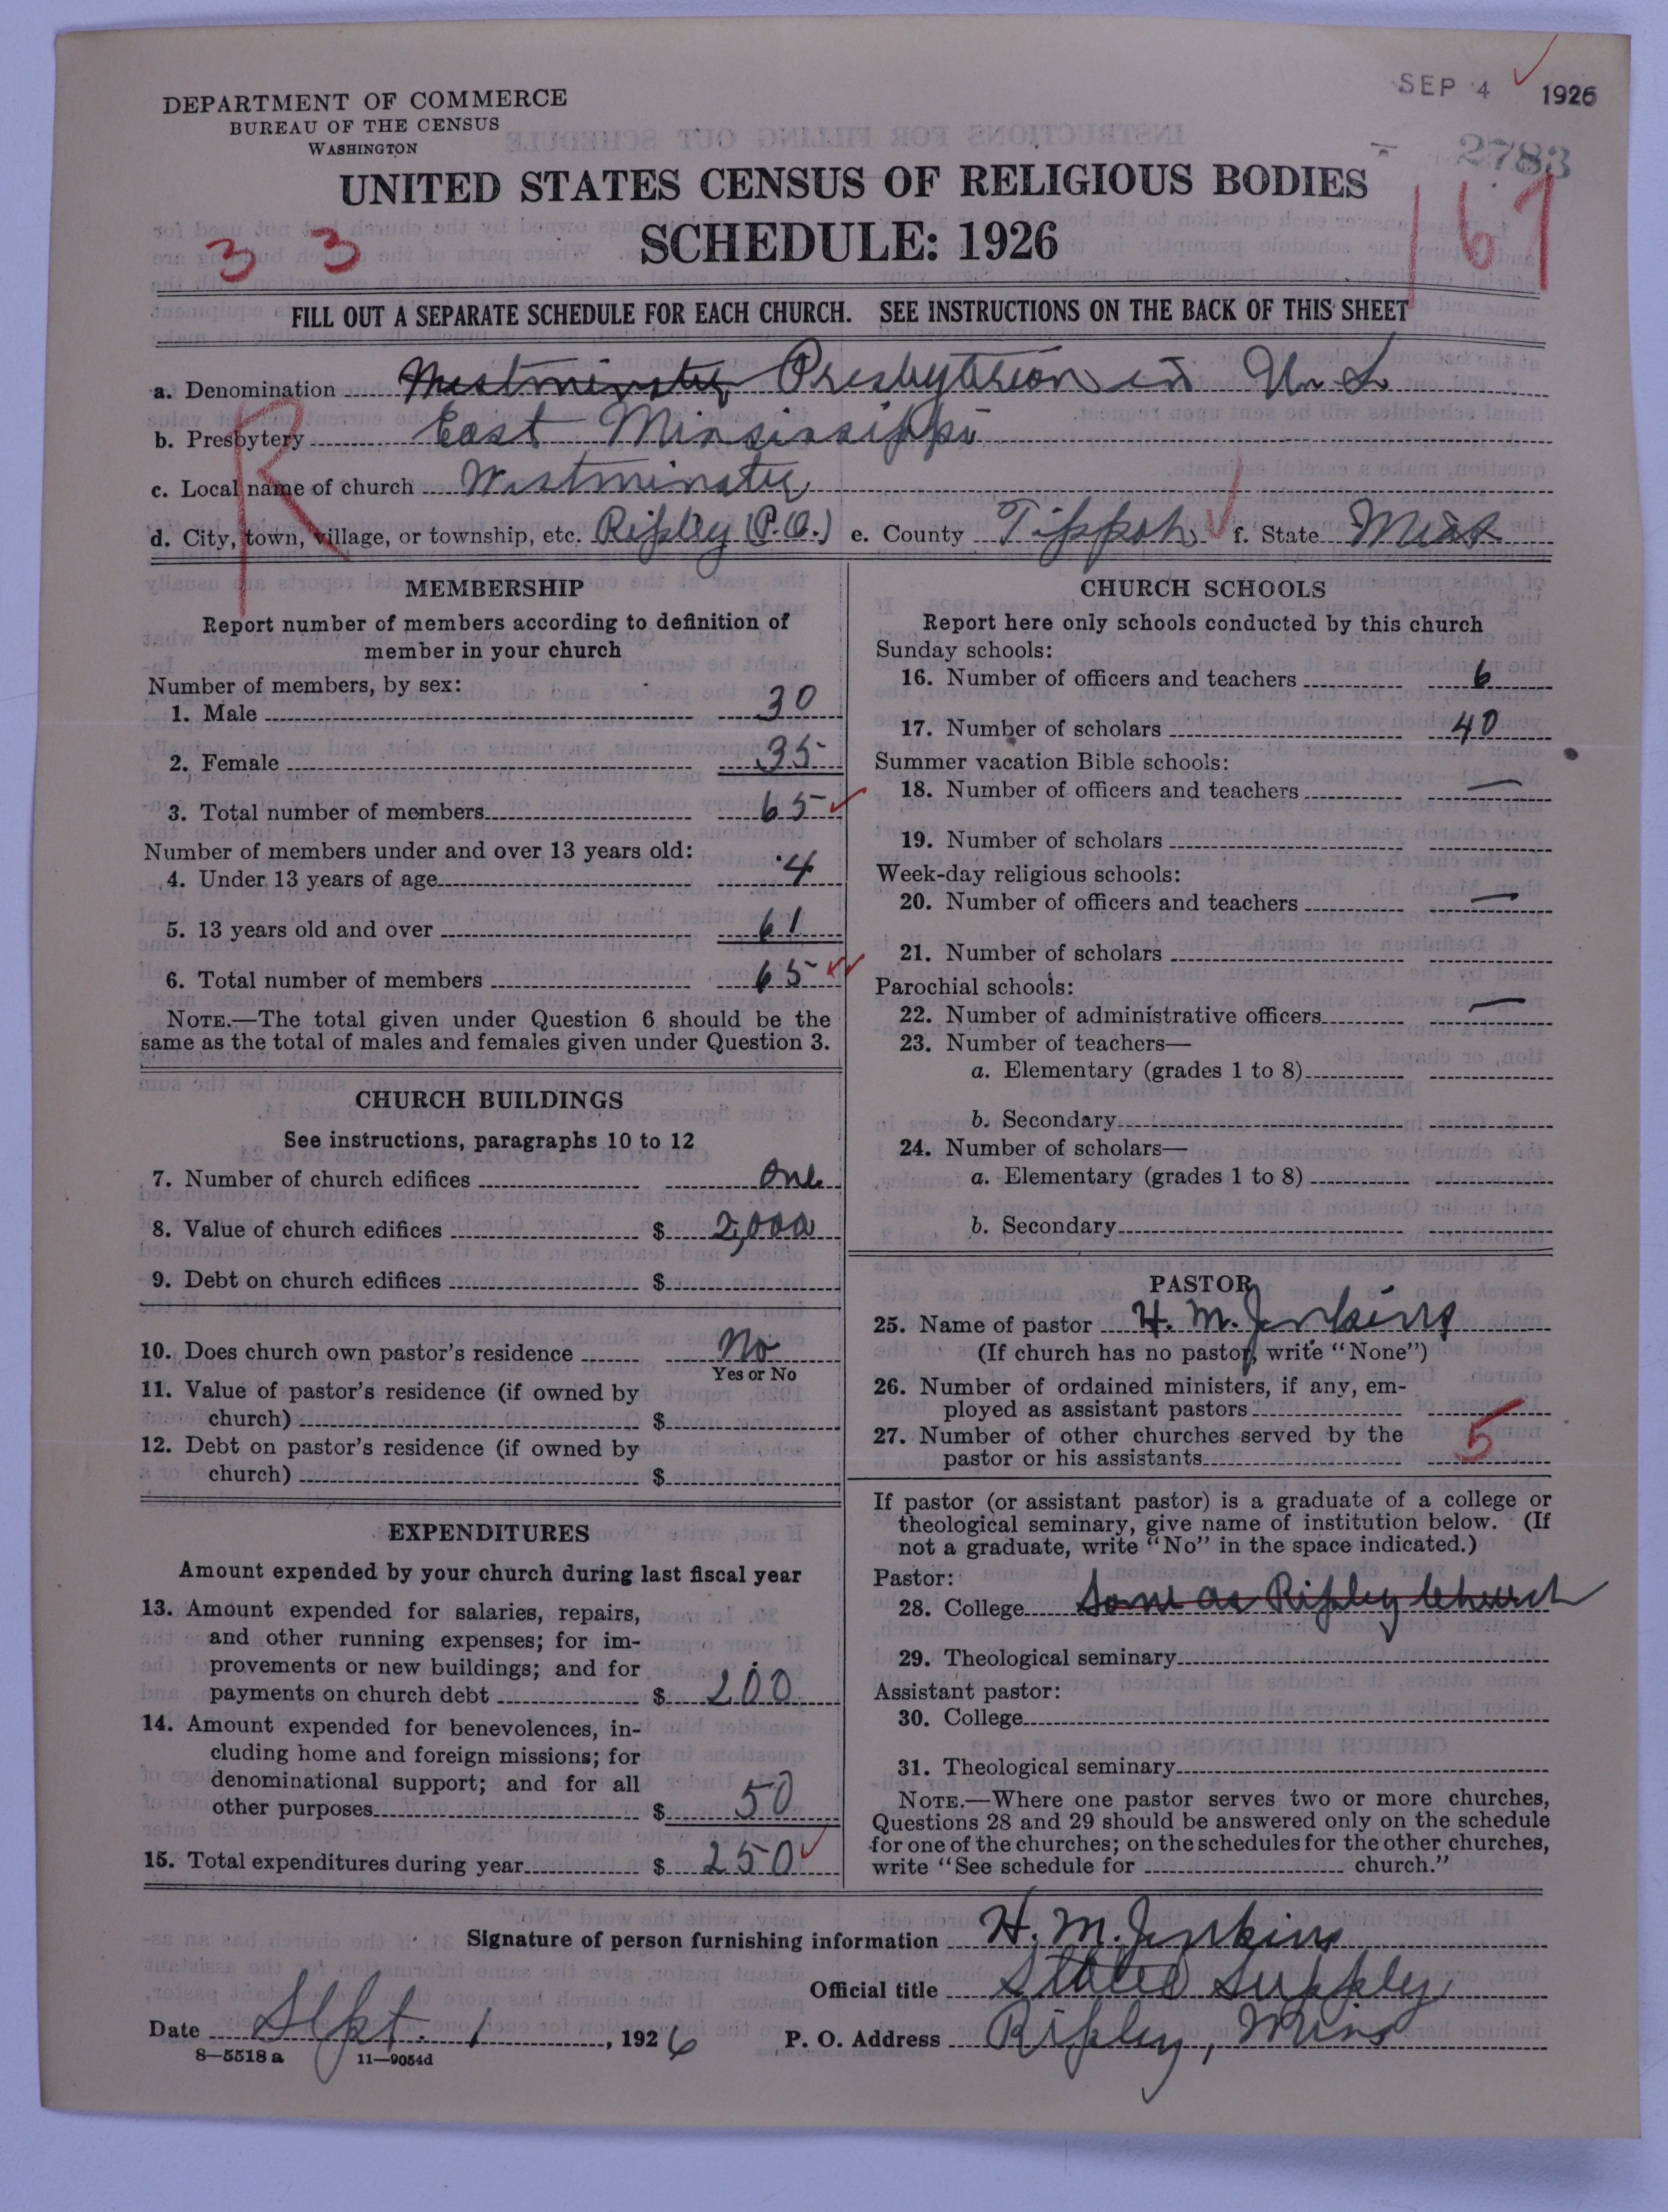 SEP 4 1926
DEPARTMENT OF COMMERCE
BUREAU OF THE CENSUS
WASHINGTON
2783
UNITED STATES CENSUS OF RELIGIOUS BODIES
SCHEDULE: 1926
3 3
167
FILL OUT A SEPARATE SCHEDULE FOR EACH CHURCH. SEE INSTRUCTIONS ON THE BACK OF THIS SHEET
a. Denomination Westminster Presbyterian in U. S.
b. Presbytery East Mississippi
c. Local name of church Westminster
d. City, town, village, or township, etc. Ripley (P.O.) e. County Tippah f. State Miss
R
MEMBERSHIP
Report number of members according to definition of
member in your church
Number of members, by sex:
1. Male 30
2. Female 35
3. Total number of members 65
Number of members under and over 13 years old:
4. Under 13 years of age 4
5. 13 years old and over 61
6. Total number of members 65
NOTE.—The total given under Question 6 should be the
same as the total of males and females given under Question 3.
CHURCH BUILDINGS
See instructions, paragraphs 10 to 12
7. Number of church edifices One
8. Value of church edifices $ 2,000
9. Debt on church edifices $
10. Does church own pastor's residence No
Yes or No
11. Value of pastor's residence (if owned by
church) $
12. Debt on pastor's residence (if owned by
church) $
EXPENDITURES
Amount expended by your church during last fiscal year
13. Amount expended for salaries, repairs,
and other running expenses; for im-
provements or new buildings; and for
payments on church debt $ 200
14. Amount expended for benevolences, in-
cluding home and foreign missions; for
denominational support; and for all
other purposes $ 50
15. Total expenditures during year $ 250
CHURCH SCHOOLS
Report here only schools conducted by this church
Sunday schools:
16. Number of officers and teachers 6
17. Number of scholars 40
Summer vacation Bible schools:
18. Number of officers and teachers —
19. Number of scholars
Week-day religious schools:
20. Number of officers and teachers —
21. Number of scholars
Parochial schools:
22. Number of administrative officers —
23. Number of teachers—
a. Elementary (grades 1 to 8)
b. Secondary
24. Number of scholars—
a. Elementary (grades 1 to 8)
b. Secondary
PASTOR
25. Name of pastor H. M. Jenkins
(If church has no pastor, write "None")
26. Number of ordained ministers, if any, em-
ployed as assistant pastors
27. Number of other churches served by the
pastor or his assistants 5
If pastor (or assistant pastor) is a graduate of a college or
theological seminary, give name of institution below. (If
not a graduate, write "No" in the space indicated.)
Pastor:
28. College Same as Ripley Church
29. Theological seminary
Assistant pastor:
30. College
31. Theological seminary
NOTE.—Where one pastor serves two or more churches,
Questions 28 and 29 should be answered only on the schedule
for one of the churches; on the schedules for the other churches,
write "See schedule for church."
Signature of person furnishing information H. M. Jenkins
Official title Stated Supply
Date Sept. 1, 1926 P. O. Address Ripley, Miss
8—5518 a 11—9054d